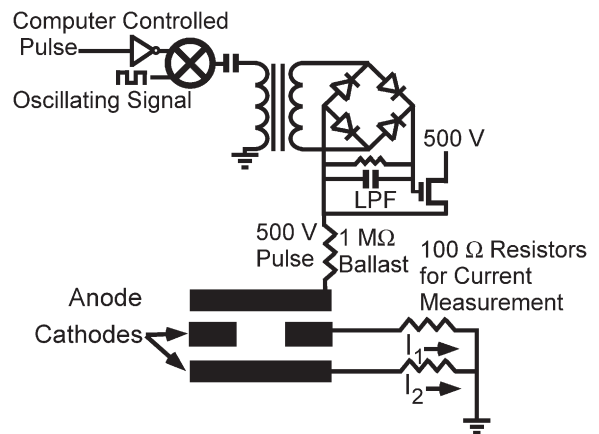 Computer Controlled
Pulse
Oscillating Signal
500 V
LPF
500 V
Pulse
1 MΩ
Ballast
100 Ω Resistors
for Current
Measurement
Anode
Cathodes
I1
I2